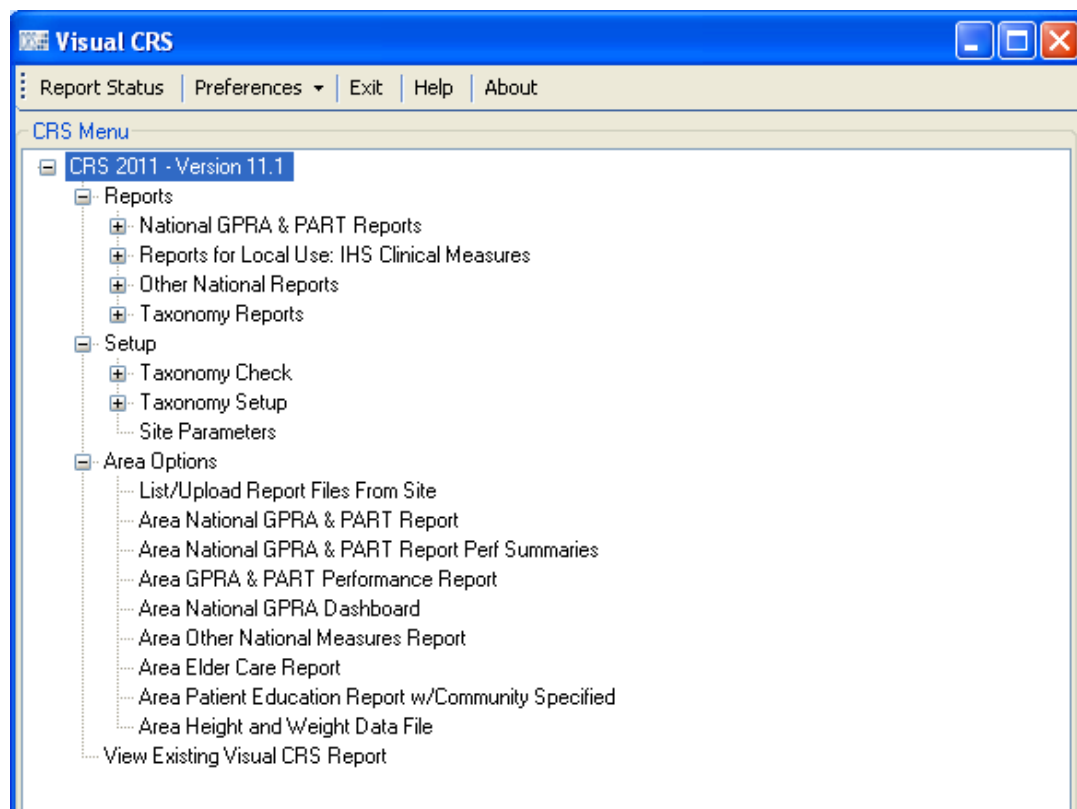 Visual CRS
Report Status Preferences Exit Help About
CRS Menu
CRS 2011 - Version 11.1
Reports
National GPRA & PART Reports
Reports for Local Use: IHS Clinical Measures
Other National Reports
Taxonomy Reports
Setup
Taxonomy Check
Taxonomy Setup
Site Parameters
Area Options
List/Upload Report Files From Site
Area National GPRA & PART Report
Area National GPRA & PART Report Perf Summaries
Area GPRA & PART Performance Report
Area National GPRA Dashboard
Area Other National Measures Report
Area Elder Care Report
Area Patient Education Report w/Community Specified
Area Height and Weight Data File
View Existing Visual CRS Report